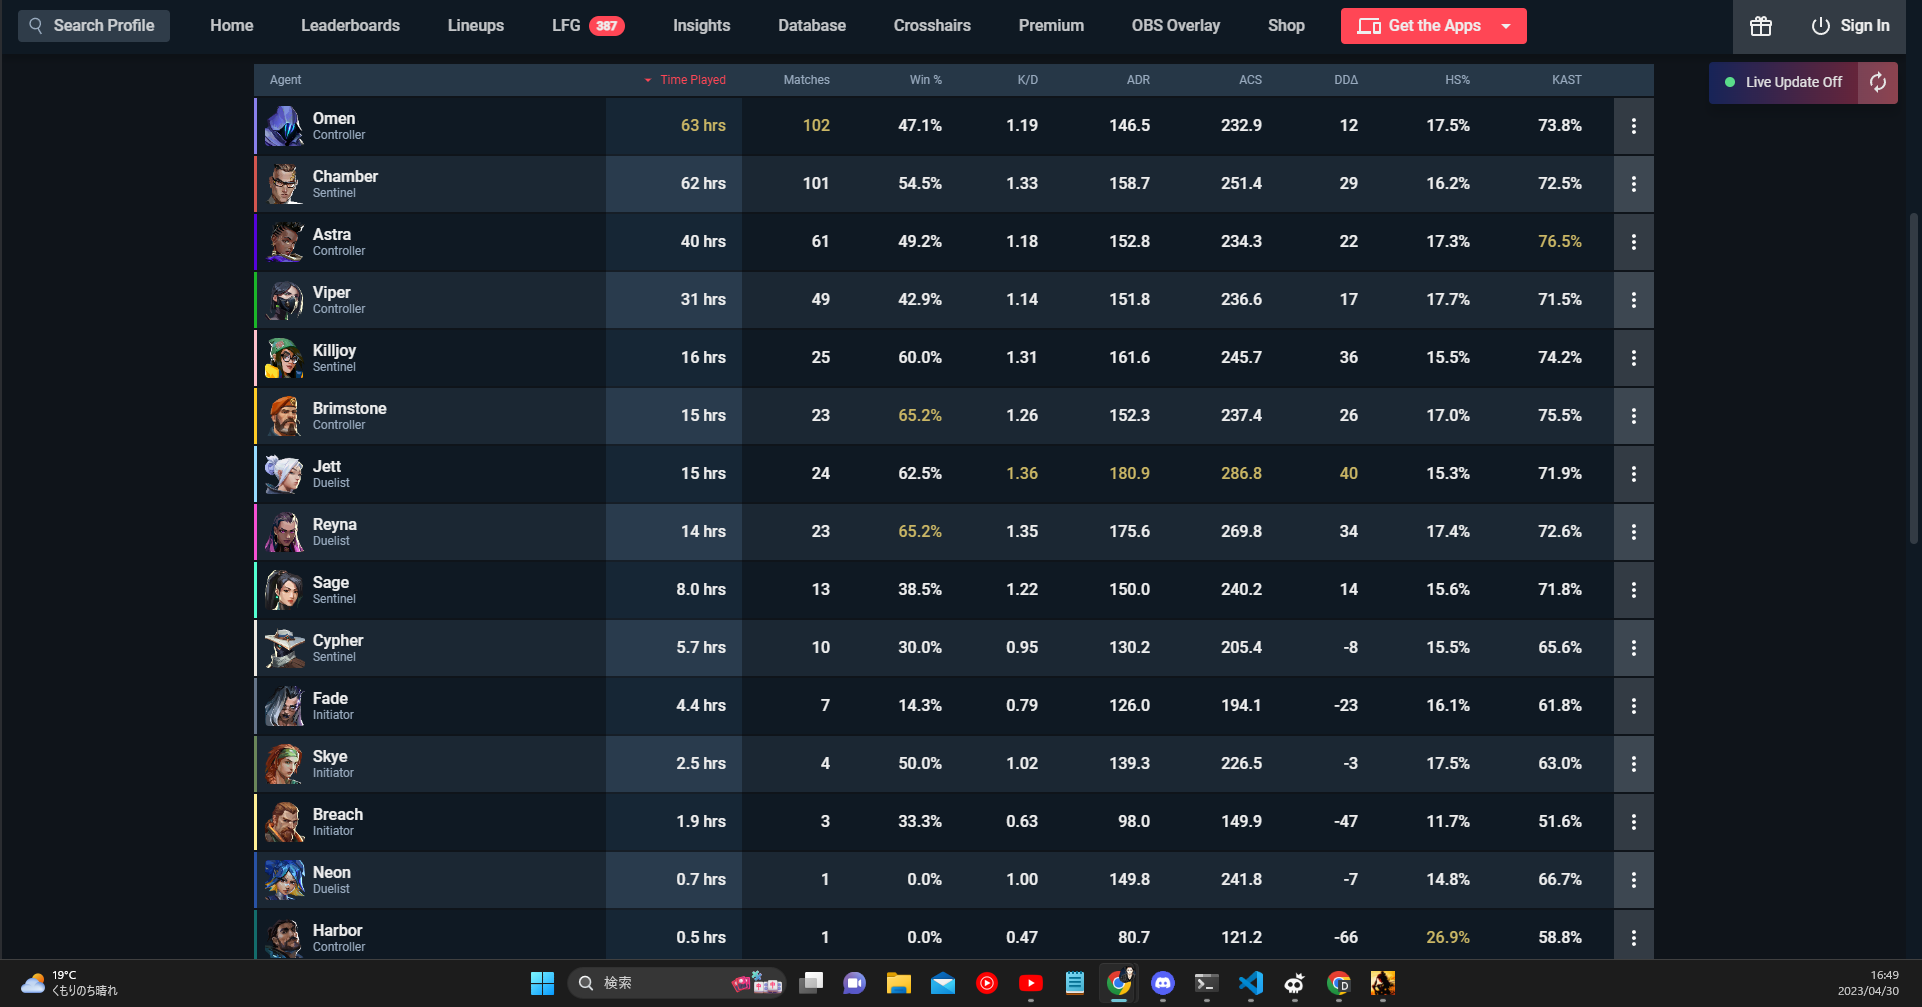 Search Profile Home Leaderboards Lineups LFG 387 Insights Database Crosshairs Premium OBS Overlay Shop Get the Apps Sign In
Live Update Off
Agent Time Played Matches Win % K/D ADR ACS DDΔ HS% KAST
Omen 63 hrs 102 47.1% 1.19 146.5 232.9 12 17.5% 73.8%
Controller
Chamber 62 hrs 101 54.5% 1.33 158.7 251.4 29 16.2% 72.5%
Sentinel
Astra 40 hrs 61 49.2% 1.18 152.8 234.3 22 17.3% 76.5%
Controller
Viper 31 hrs 49 42.9% 1.14 151.8 236.6 17 17.7% 71.5%
Controller
Killjoy 16 hrs 25 60.0% 1.31 161.6 245.7 36 15.5% 74.2%
Sentinel
Brimstone 15 hrs 23 65.2% 1.26 152.3 237.4 26 17.0% 75.5%
Controller
Jett 15 hrs 24 62.5% 1.36 180.9 286.8 40 15.3% 71.9%
Duelist
Reyna 14 hrs 23 65.2% 1.35 175.6 269.8 34 17.4% 72.6%
Duelist
Sage 8.0 hrs 13 38.5% 1.22 150.0 240.2 14 15.6% 71.8%
Sentinel
Cypher 5.7 hrs 10 30.0% 0.95 130.2 205.4 -8 15.5% 65.6%
Sentinel
Fade 4.4 hrs 7 14.3% 0.79 126.0 194.1 -23 16.1% 61.8%
Initiator
Skye 2.5 hrs 4 50.0% 1.02 139.3 226.5 -3 17.5% 63.0%
Initiator
Breach 1.9 hrs 3 33.3% 0.63 98.0 149.9 -47 11.7% 51.6%
Initiator
Neon 0.7 hrs 1 0.0% 1.00 149.8 241.8 -7 14.8% 66.7%
Duelist
Harbor 0.5 hrs 1 0.0% 0.47 80.7 121.2 -66 26.9% 58.8%
Controller
19°C
くもりのち晴れ
検索
D
16:49
2023/04/30